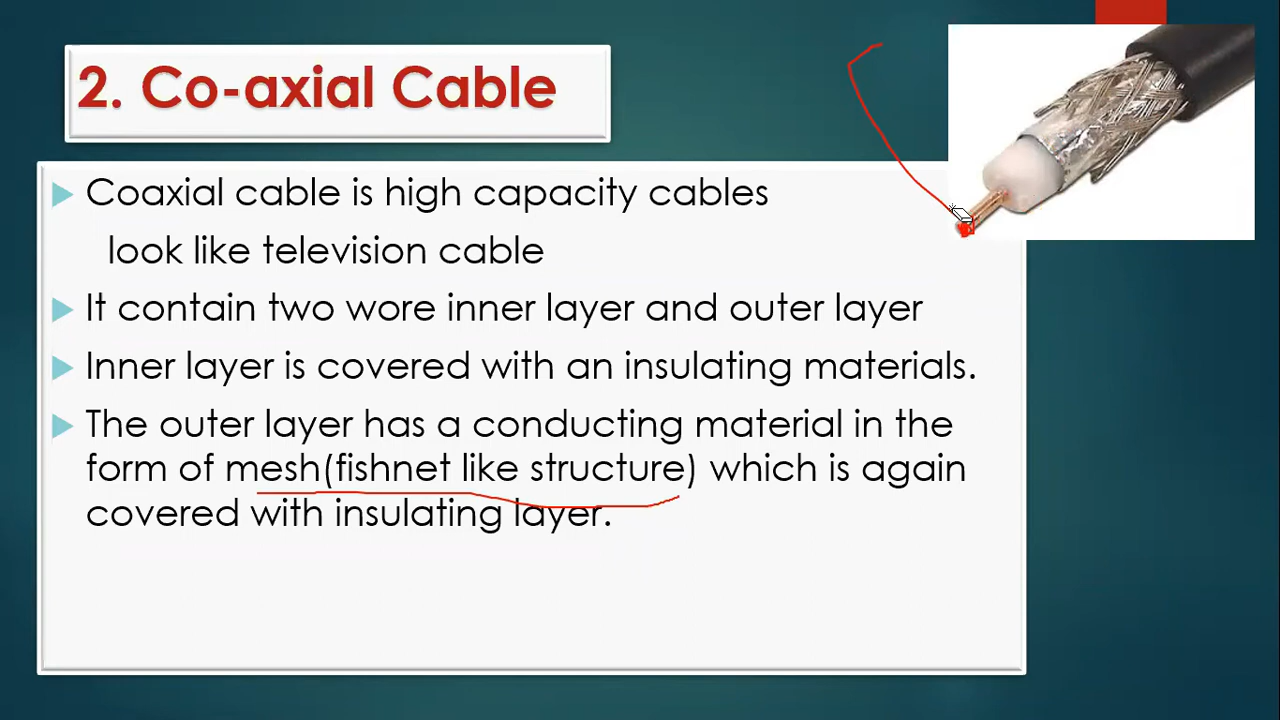 2. Co-axial Cable
Coaxial cable is high capacity cables
look like television cable
It contain two wore inner layer and outer layer
Inner layer is covered with an insulating materials.
The outer layer has a conducting material in the
form of mesh(fishnet like structure) which is again
covered with insulating layer.